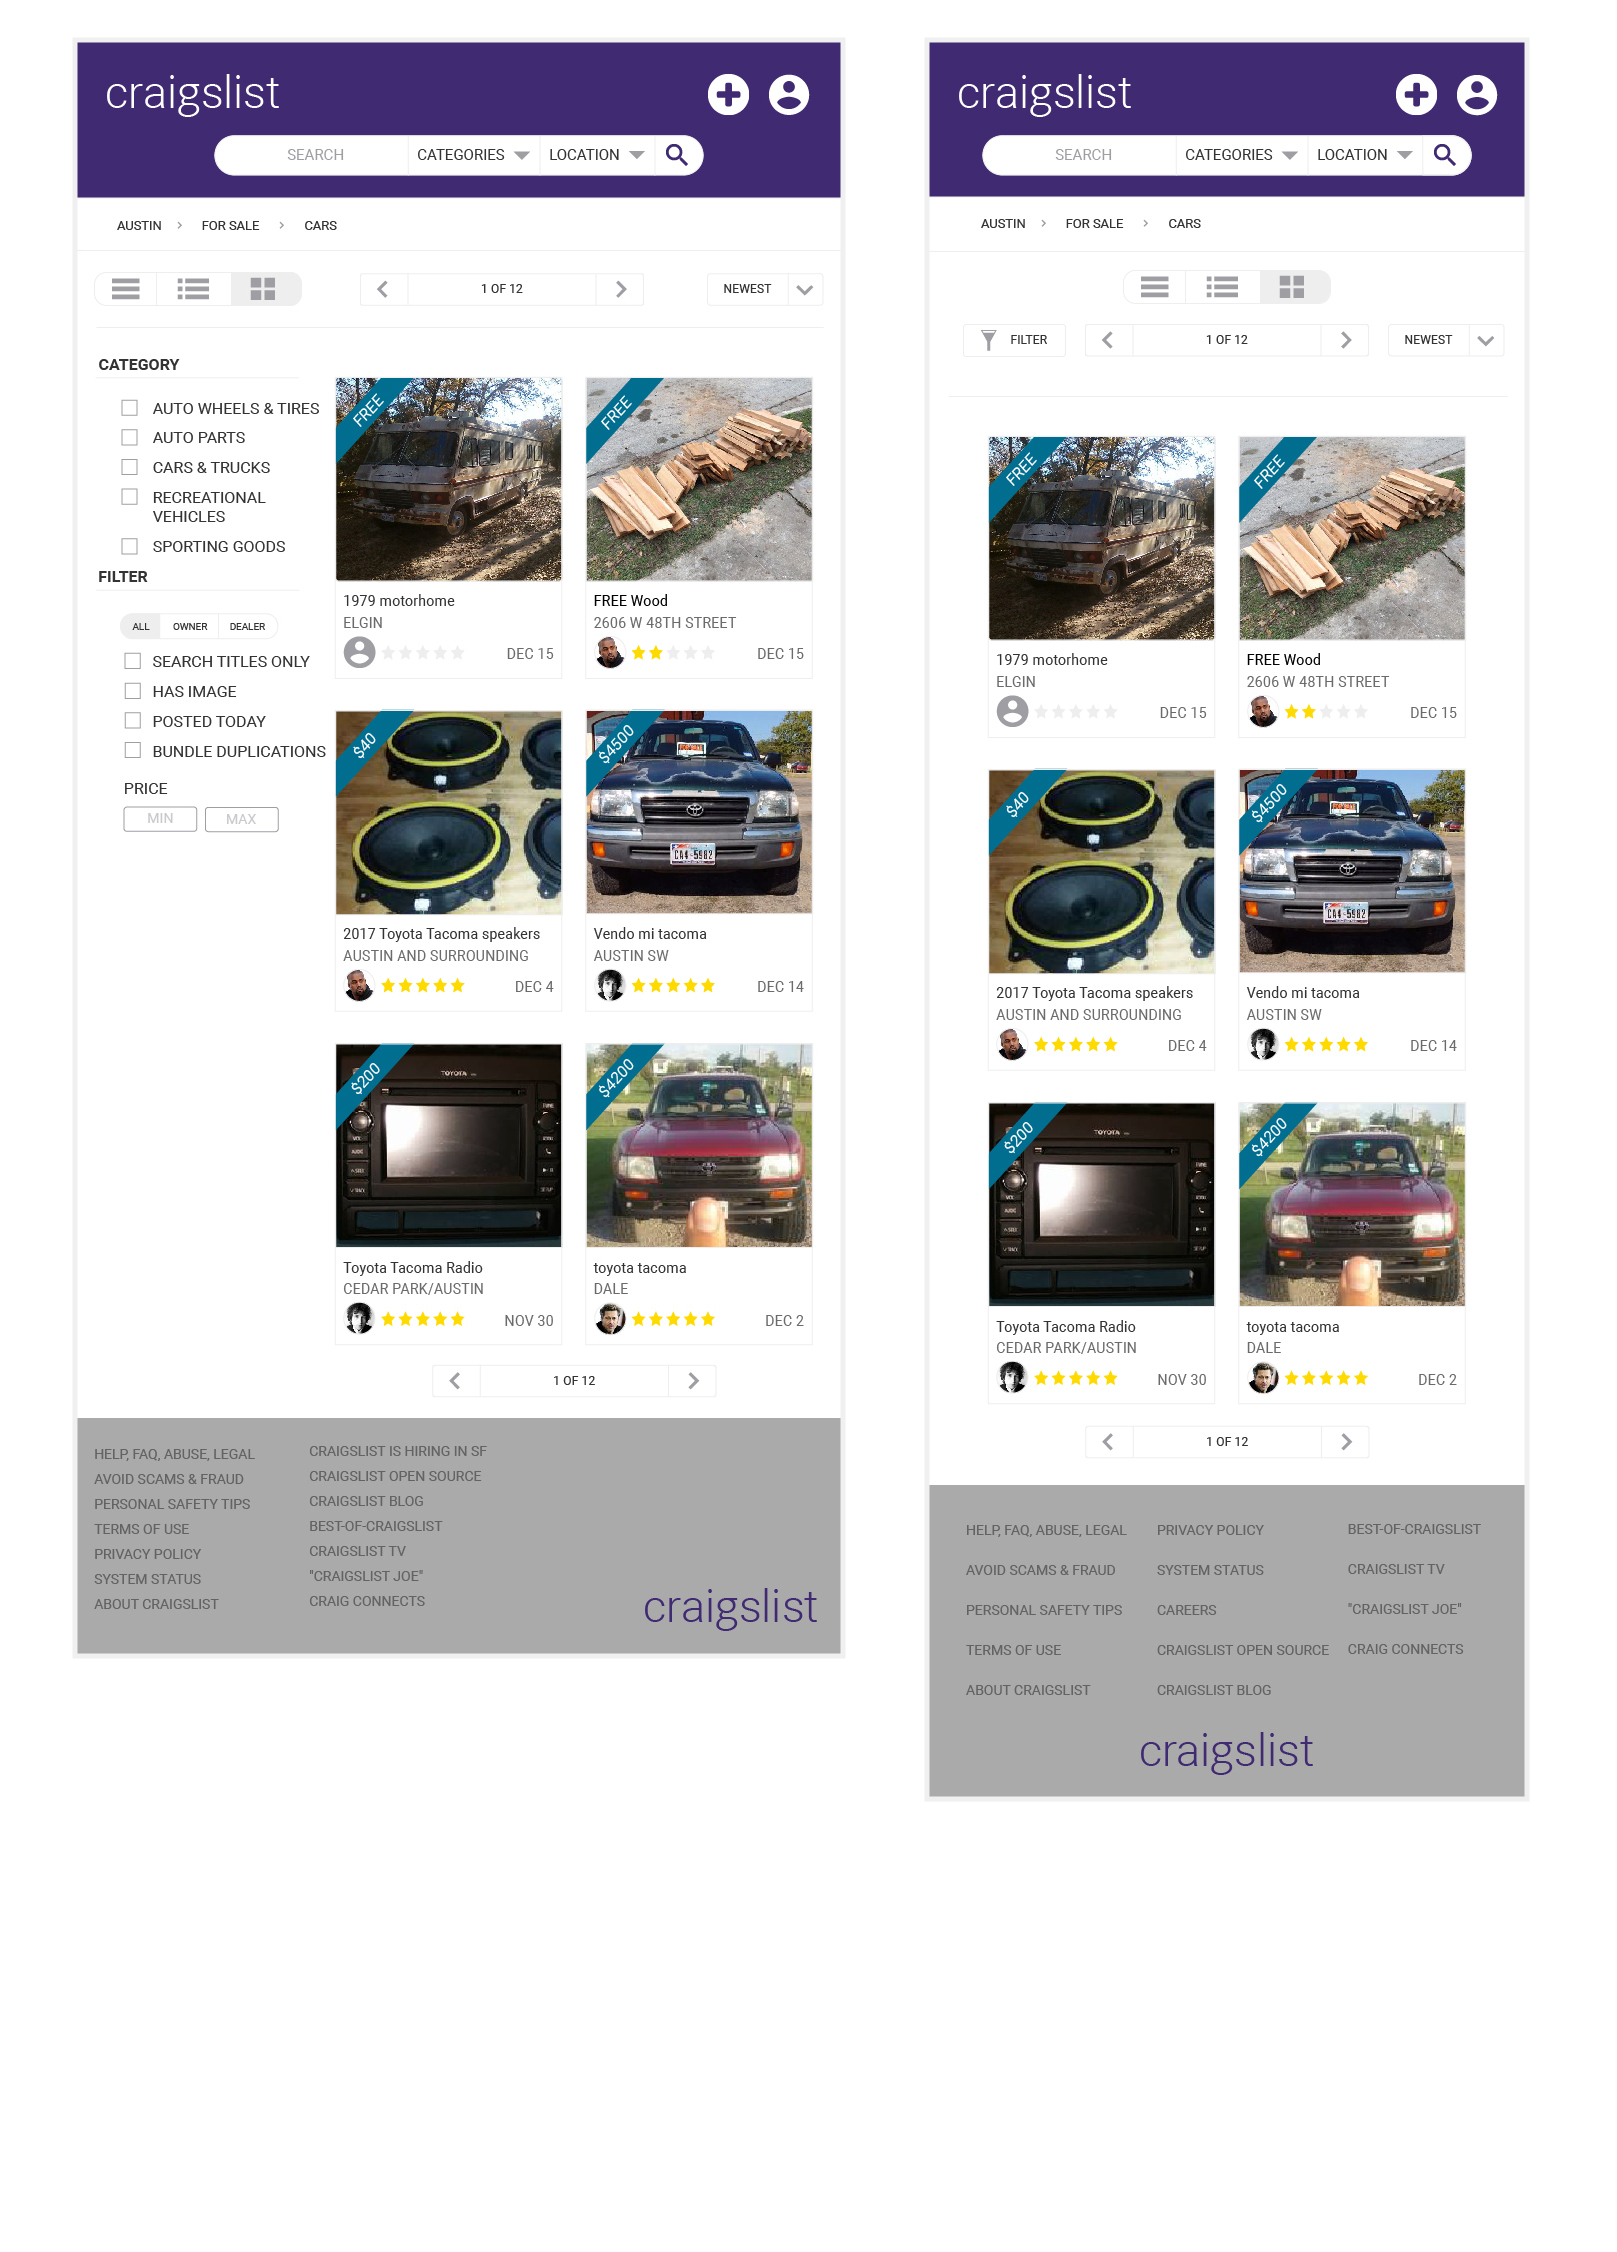 craigslist
SEARCH CATEGORIES LOCATION
AUSTIN FOR SALE CARS
1 OF 12 NEWEST
CATEGORY
AUTO WHEELS & TIRES
AUTO PARTS
CARS & TRUCKS
RECREATIONAL
VEHICLES
SPORTING GOODS
FILTER
ALL OWNER DEALER
SEARCH TITLES ONLY
HAS IMAGE
POSTED TODAY
BUNDLE DUPLICATIONS
PRICE
MIN MAX
FREE
1979 motorhome
ELGIN
DEC 15
FREE
FREE Wood
2606 W 48TH STREET
DEC 15
$40
2017 Toyota Tacoma speakers
AUSTIN AND SURROUNDING
DEC 4
$4500
CA4-5982
Vendo mi tacoma
AUSTIN SW
DEC 14
$200
TOYOTA
Toyota Tacoma Radio
CEDAR PARK/AUSTIN
NOV 30
$4200
toyota tacoma
DALE
DEC 2
1 OF 12
HELP, FAQ, ABUSE, LEGAL
AVOID SCAMS & FRAUD
PERSONAL SAFETY TIPS
TERMS OF USE
PRIVACY POLICY
SYSTEM STATUS
ABOUT CRAIGSLIST
CRAIGSLIST IS HIRING IN SF
CRAIGSLIST OPEN SOURCE
CRAIGSLIST BLOG
BEST-OF-CRAIGSLIST
CRAIGSLIST TV
"CRAIGSLIST JOE"
CRAIG CONNECTS
craigslist
craigslist
SEARCH CATEGORIES LOCATION
AUSTIN FOR SALE CARS
FILTER 1 OF 12 NEWEST
FREE
1979 motorhome
ELGIN
DEC 15
FREE
FREE Wood
2606 W 48TH STREET
DEC 15
$40
2017 Toyota Tacoma speakers
AUSTIN AND SURROUNDING
DEC 4
$4500
CA4-5982
Vendo mi tacoma
AUSTIN SW
DEC 14
$200
TOYOTA
Toyota Tacoma Radio
CEDAR PARK/AUSTIN
NOV 30
$4200
toyota tacoma
DALE
DEC 2
1 OF 12
HELP, FAQ, ABUSE, LEGAL
AVOID SCAMS & FRAUD
PERSONAL SAFETY TIPS
TERMS OF USE
ABOUT CRAIGSLIST
PRIVACY POLICY
SYSTEM STATUS
CAREERS
CRAIGSLIST OPEN SOURCE
CRAIGSLIST BLOG
BEST-OF-CRAIGSLIST
CRAIGSLIST TV
"CRAIGSLIST JOE"
CRAIG CONNECTS
craigslist